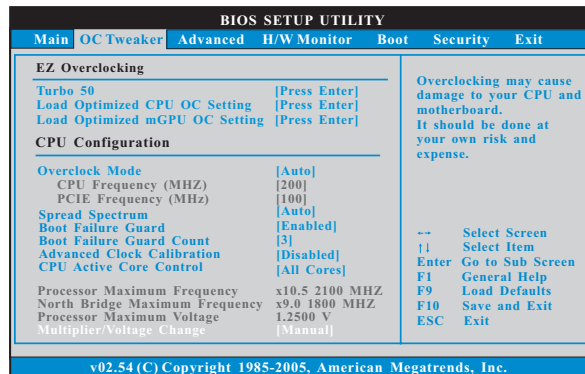 BIOS SETUP UTILITY
Main OC Tweaker Advanced H/W Monitor Boot Security Exit
EZ Overclocking
Turbo 50 [Press Enter]
Load Optimized CPU OC Setting [Press Enter]
Load Optimized mGPU OC Setting [Press Enter]
CPU Configuration
Overclock Mode [Auto]
CPU Frequency (MHZ) [200]
PCIE Frequency (MHz) [100]
Spread Spectrum [Auto]
Boot Failure Guard [Enabled]
Boot Failure Guard Count [3]
Advanced Clock Calibration [Disabled]
CPU Active Core Control [All Cores]
Processor Maximum Frequency x10.5 2100 MHZ
North Bridge Maximum Frequency x9.0 1800 MHZ
Processor Maximum Voltage 1.2500 V
Multiplier/Voltage Change [Manual]
Overclocking may cause
damage to your CPU and
motherboard.
It should be done at
your own risk and
expense.
←→ Select Screen
↑↓ Select Item
Enter Go to Sub Screen
F1 General Help
F9 Load Defaults
F10 Save and Exit
ESC Exit
v02.54 (C) Copyright 1985-2005, American Megatrends, Inc.